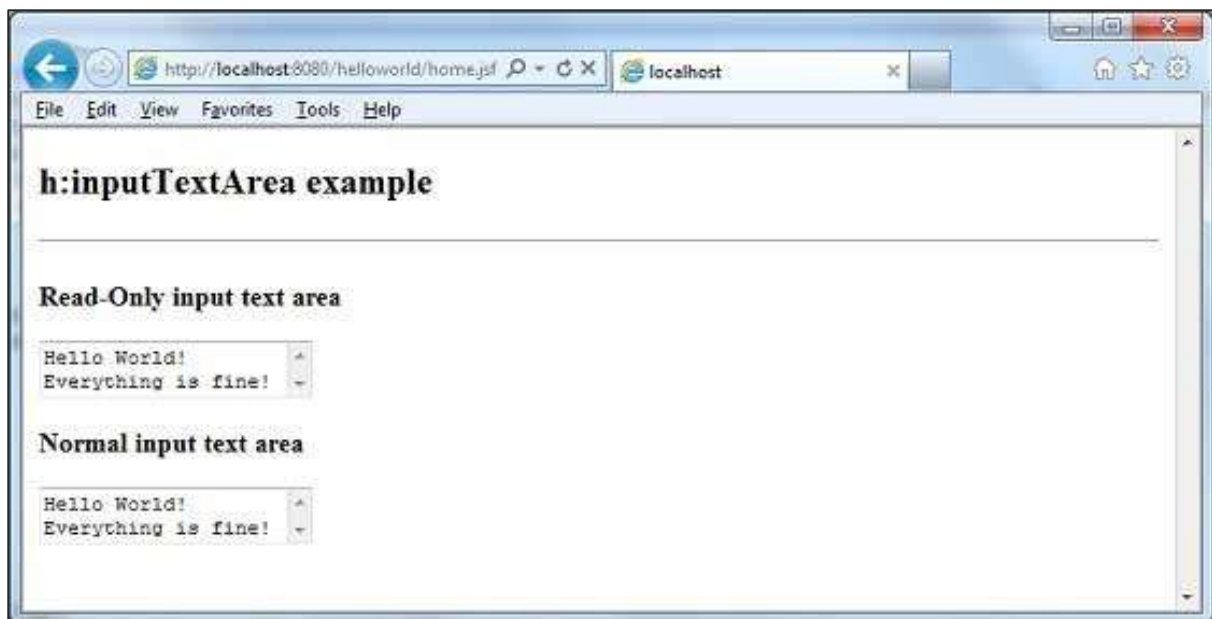 http://localhost:8080/helloworld/home.jsf
localhost
File Edit View Favorites Tools Help
h:inputTextArea example
Read-Only input text area
Hello World!
Everything is fine!
Normal input text area
Hello World!
Everything is fine!